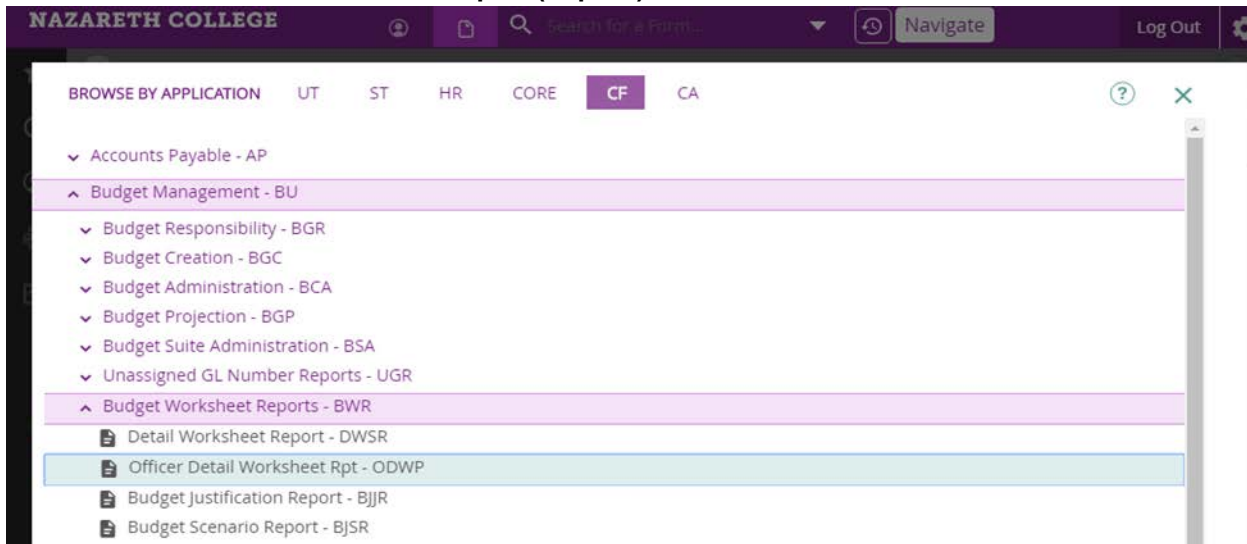 NAZARETH COLLEGE Search for a Form... Navigate Log Out
BROWSE BY APPLICATION UT ST HR CORE CF CA ?
Accounts Payable - AP
Budget Management - BU
Budget Responsibility - BGR
Budget Creation - BGC
Budget Administration - BCA
Budget Projection - BGP
Budget Suite Administration - BSA
Unassigned GL Number Reports - UGR
Budget Worksheet Reports - BWR
Detail Worksheet Report - DWSR
Officer Detail Worksheet Rpt - ODWP
Budget Justification Report - BJJR
Budget Scenario Report - BJSR